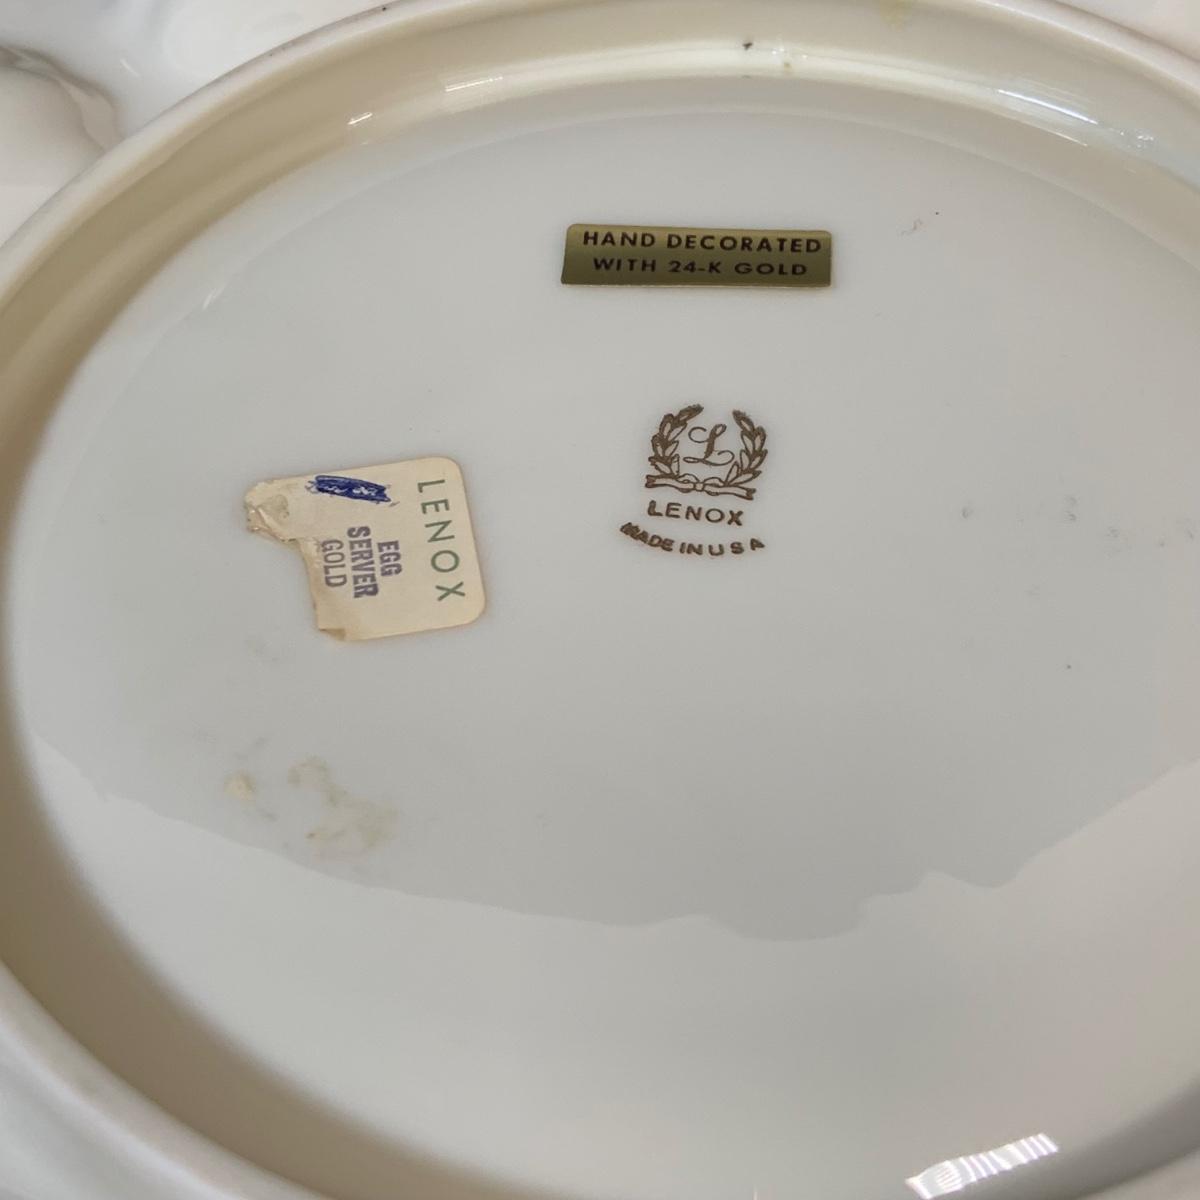 HAND DECORATED
WITH 24-K GOLD
L
LENOX
MADE IN USA
LENOX
EGG
SERVER
GOLD